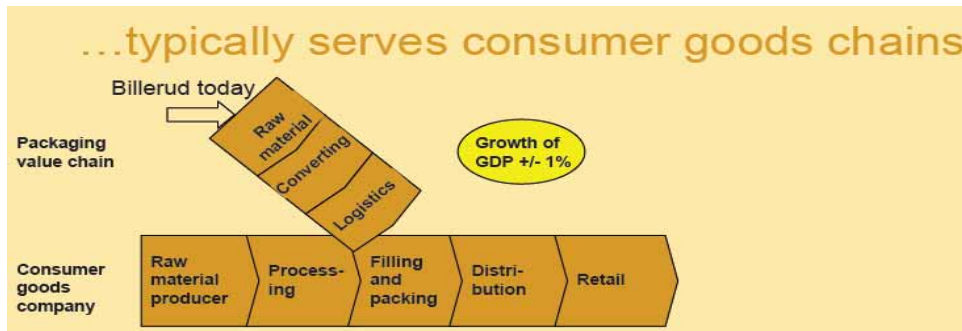 ...typically serves consumer goods chains
Billerud today
Packaging
value chain
Raw
material
Converting
Logistics
Growth of
GDP +/- 1%
Consumer
goods
company
Raw
material
producer
Process-
ing
Filling
and
packing
Distri-
bution
Retail